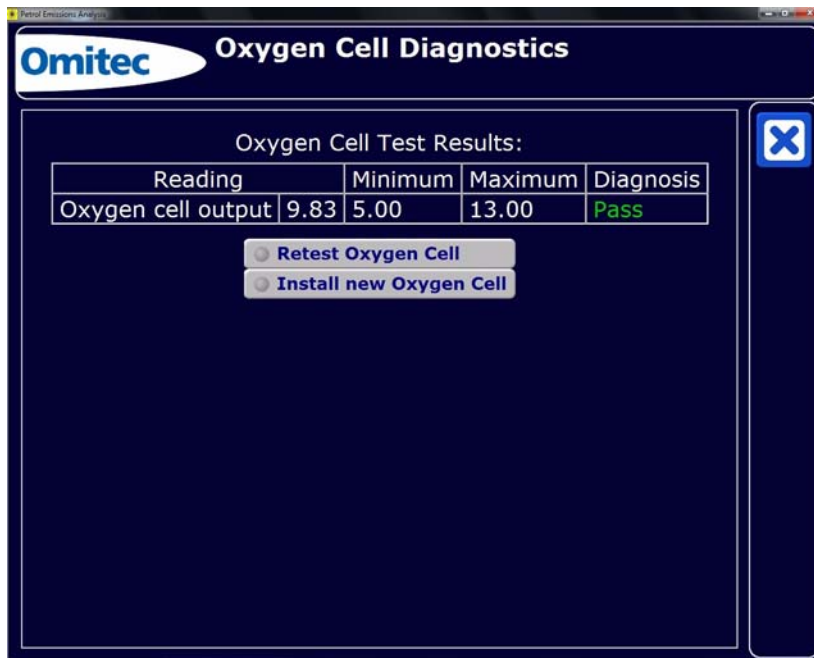 Petrol Emissions Analysis
Omitec
Oxygen Cell Diagnostics
Oxygen Cell Test Results:
Reading Minimum Maximum Diagnosis
Oxygen cell output 9.83 5.00 13.00 Pass
Retest Oxygen Cell
Install new Oxygen Cell